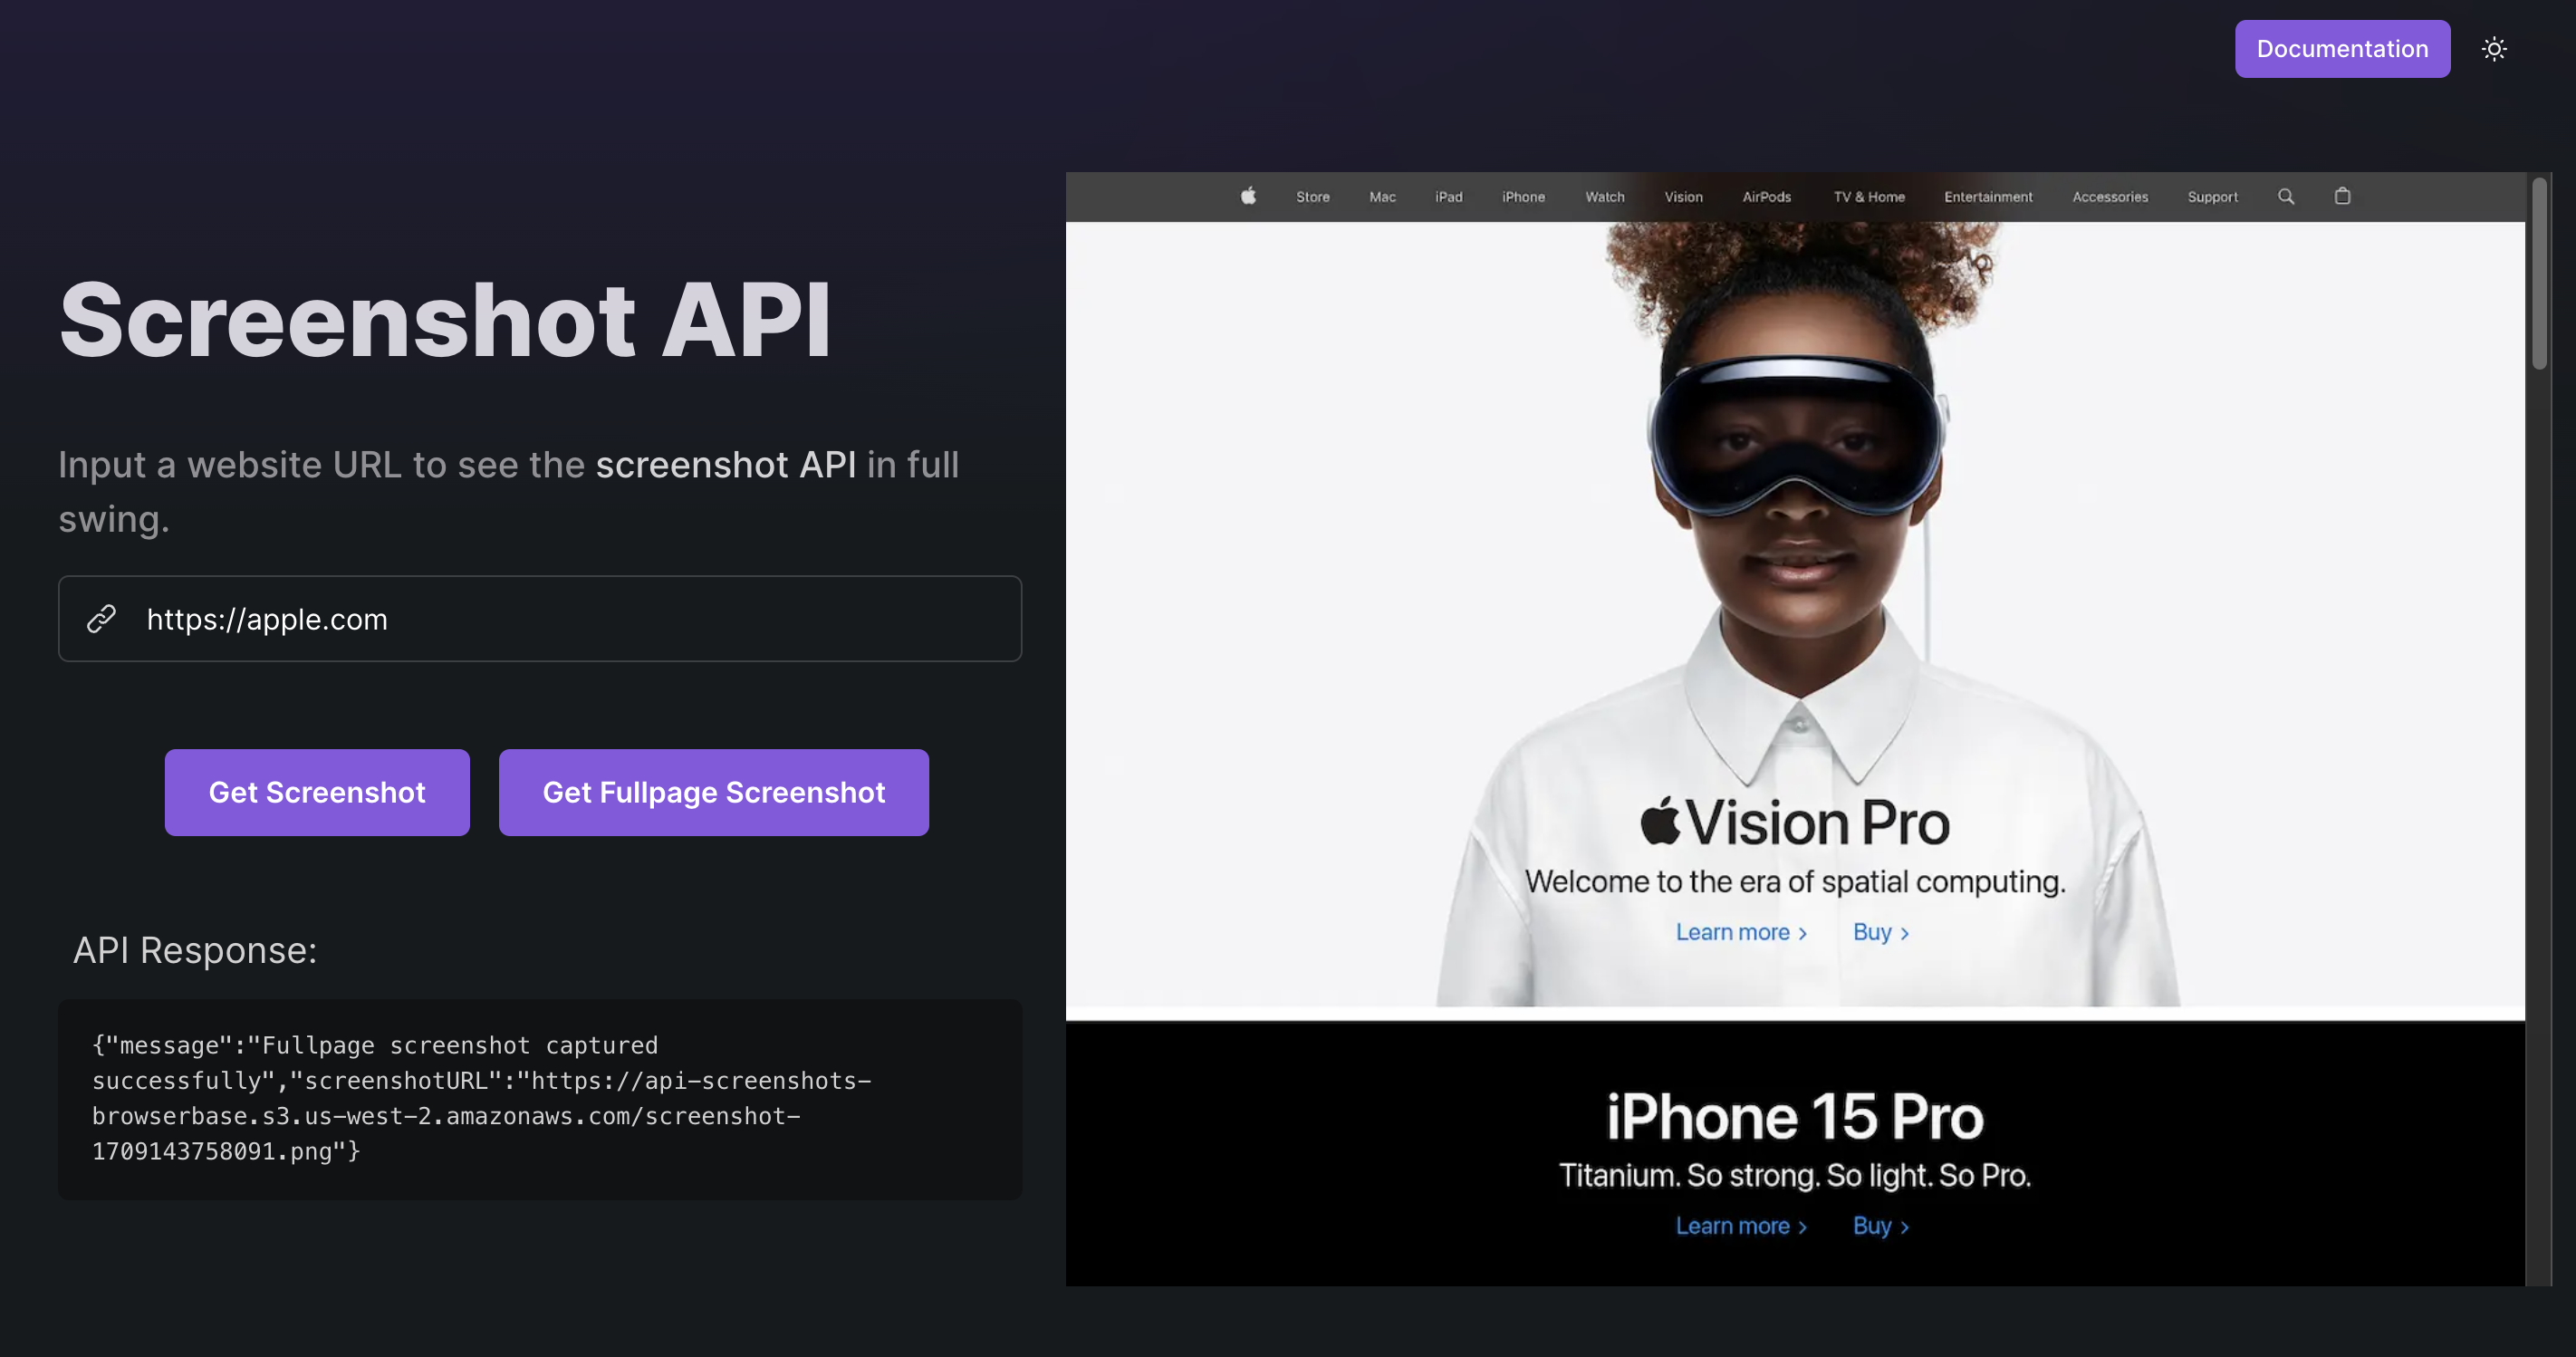 Documentation
Screenshot API
Input a website URL to see the screenshot API in full
swing.
https://apple.com
Get Screenshot
Get Fullpage Screenshot
API Response:
{"message":"Fullpage screenshot captured
successfully","screenshotURL":"https://api-screenshots-
browserbase.s3.us-west-2.amazonaws.com/screenshot-
1709143758091.png"}
Store Mac iPad iPhone Watch Vision AirPods TV & Home Entertainment Accessories Support
Vision Pro
Welcome to the era of spatial computing.
Learn more > Buy >
iPhone 15 Pro
Titanium. So strong. So light. So Pro.
Learn more > Buy >